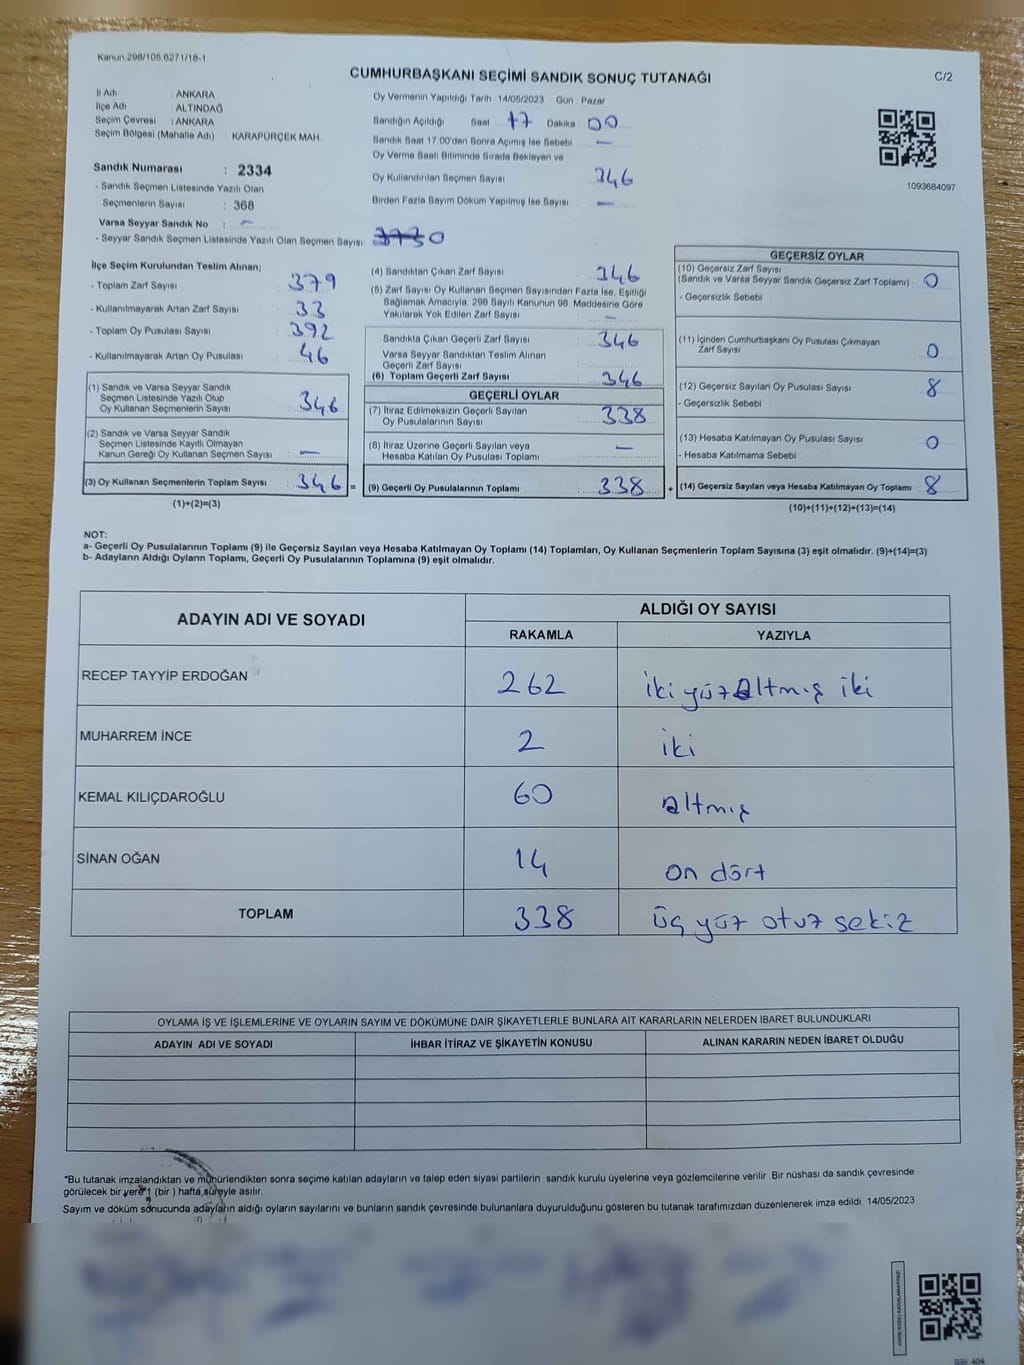 Kanun.298/106,6271/18-1
CUMHURBAŞKANI SEÇİMİ SANDIK SONUÇ TUTANAĞI
C/2
İl Adı : ANKARA
İlçe Adı : ALTINDAĞ
Seçim Çevresi : ANKARA
Seçim Bölgesi (Mahalle Adı) : KARAPÜRÇEK MAH.
Sandık Numarası : 2334
- Sandık Seçmen Listesinde Yazılı Olan
Seçmenlerin Sayısı : 368
Varsa Seyyar Sandık No : -
- Seyyar Sandık Seçmen Listesinde Yazılı Olan Seçmen Sayısı: 0
Oy Vermenin Yapıldığı Tarih : 14/05/2023 Gün : Pazar
Sandığın Açıldığı Saat 17 Dakika : 00
Sandık Saat 17.00'den Sonra Açılmış İse Sebebi —
Oy Verme Saati Bitiminde Sırada Bekleyen ve
Oy Kullandırılan Seçmen Sayısı 346
Birden Fazla Sayım Döküm Yapılmış İse Sayısı : —
1093684097
İlçe Seçim Kurulundan Teslim Alınan;
- Toplam Zarf Sayısı : 379
- Kullanılmayarak Artan Zarf Sayısı : 33
- Toplam Oy Pusulası Sayısı : 392
- Kullanılmayarak Artan Oy Pusulası : 46
(1) Sandık ve Varsa Seyyar Sandık
Seçmen Listesinde Yazılı Olup
Oy Kullanan Seçmenlerin Sayısı : 346
(2) Sandık ve Varsa Seyyar Sandık
Seçmen Listesinde Kayıtlı Olmayan
Kanun Gereği Oy Kullanan Seçmen Sayısı : —
(3) Oy Kullanan Seçmenlerin Toplam Sayısı : 346 =
(1)+(2)=(3)
(4) Sandıktan Çıkan Zarf Sayısı : 346
(5) Zarf Sayısı Oy Kullanan Seçmen Sayısından Fazla İse, Eşitliği
Sağlamak Amacıyla, 298 Sayılı Kanunun 98. Maddesine Göre
Yakılarak Yok Edilen Zarf Sayısı : —
Sandıkta Çıkan Geçerli Zarf Sayısı : 346
Varsa Seyyar Sandıktan Teslim Alınan
Geçerli Zarf Sayısı :
(6) Toplam Geçerli Zarf Sayısı : 346
GEÇERLİ OYLAR
(7) İtiraz Edilmeksizin Geçerli Sayılan
Oy Pusulalarının Sayısı : 338
(8) İtiraz Üzerine Geçerli Sayılan veya
Hesaba Katılan Oy Pusulası Toplamı : —
(9) Geçerli Oy Pusulalarının Toplamı : 338 +
GEÇERSİZ OYLAR
(10) Geçersiz Zarf Sayısı
(Sandık ve Varsa Seyyar Sandık Geçersiz Zarf Toplamı) : 0
- Geçersizlik Sebebi :
(11) İçinden Cumhurbaşkanı Oy Pusulası Çıkmayan
Zarf Sayısı : 0
(12) Geçersiz Sayılan Oy Pusulası Sayısı : 8
- Geçersizlik Sebebi :
(13) Hesaba Katılmayan Oy Pusulası Sayısı : 0
- Hesaba Katılmama Sebebi :
(14) Geçersiz Sayılan veya Hesaba Katılmayan Oy Toplamı : 8
(10)+(11)+(12)+(13)=(14)
NOT:
a- Geçerli Oy Pusulalarının Toplamı (9) ile Geçersiz Sayılan veya Hesaba Katılmayan Oy Toplamı (14) Toplamları, Oy Kullanan Seçmenlerin Toplam Sayısına (3) eşit olmalıdır. (9)+(14)=(3)
b- Adayların Aldığı Oyların Toplamı, Geçerli Oy Pusulalarının Toplamına (9) eşit olmalıdır.
ADAYIN ADI VE SOYADI
ALDIĞI OY SAYISI
RAKAMLA YAZIYLA
RECEP TAYYİP ERDOĞAN 262 iki yüz altmış iki
MUHARREM İNCE 2 iki
KEMAL KILIÇDAROĞLU 60 altmış
SİNAN OĞAN 14 on dört
TOPLAM 338 üç yüz otuz sekiz
OYLAMA İŞ VE İŞLEMLERİNE VE OYLARIN SAYIM VE DÖKÜMÜNE DAİR ŞİKAYETLERLE BUNLARA AİT KARARLARIN NELERDEN İBARET BULUNDUKLARI
ADAYIN ADI VE SOYADI İHBAR İTİRAZ VE ŞİKAYETİN KONUSU ALINAN KARARIN NEDEN İBARET OLDUĞU
*Bu tutanak imzalandıktan ve mühürlendikten sonra seçime katılan adayların ve talep eden siyasi partilerin sandık kurulu üyelerine veya gözlemcilerine verilir. Bir nüshası da sandık çevresinde
görülecek bir yere 1 (bir ) hafta süreyle asılır.
Sayım ve döküm sonucunda adayların aldığı oyların sayılarını ve bunların sandık çevresinde bulunanlara duyurulduğunu gösteren bu tutanak tarafımızdan düzenlenerek imza edildi. 14/05/2023